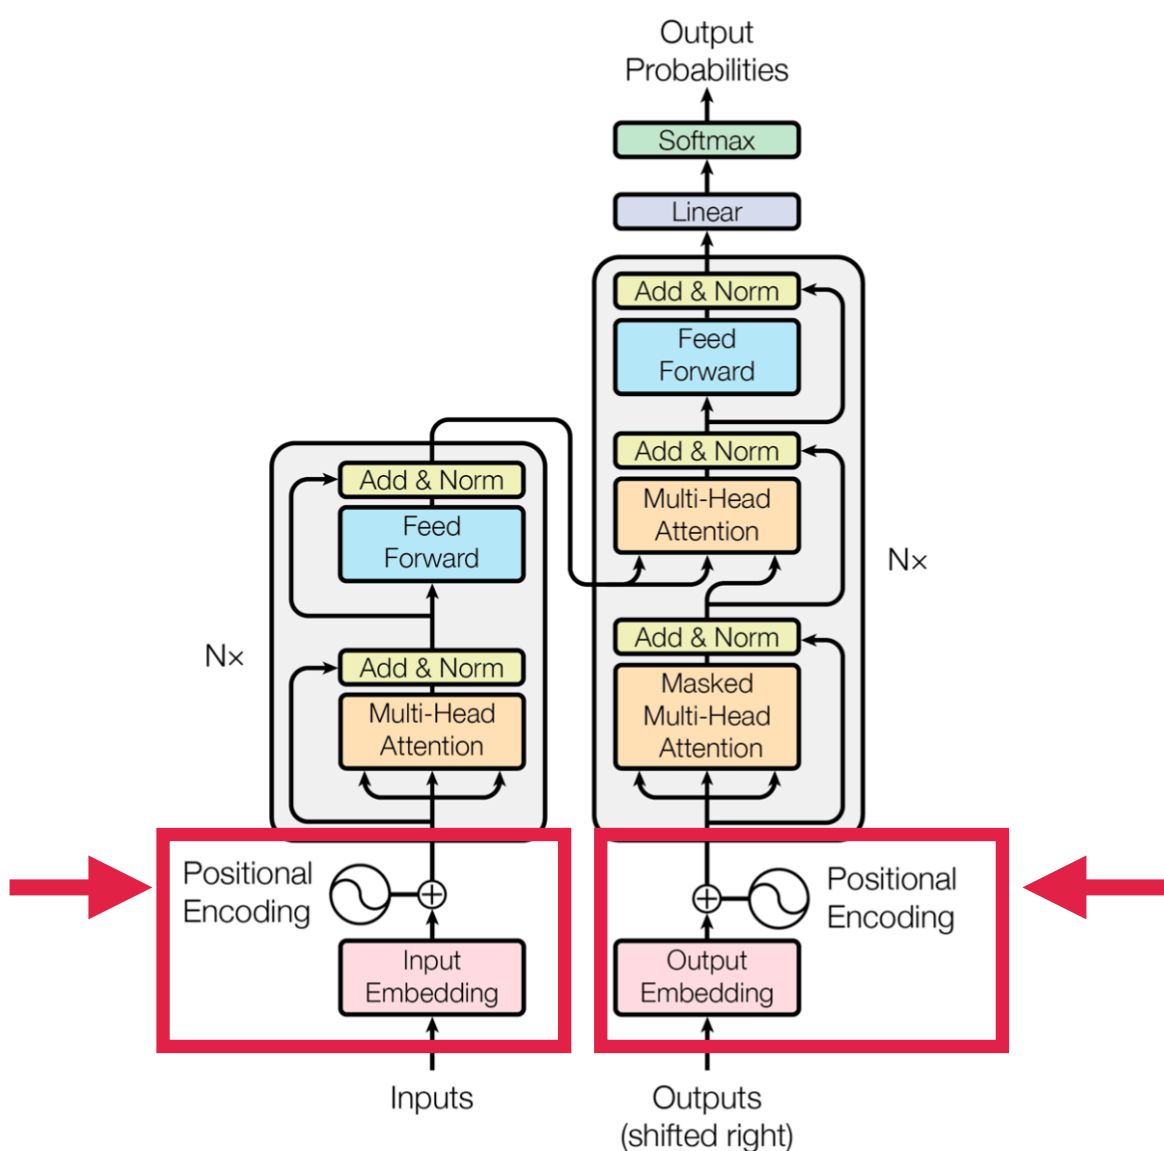 Output
Probabilities
Softmax
Linear
Add & Norm
Feed
Forward
Add & Norm
Multi-Head
Attention
Nx
Add & Norm
Masked
Multi-Head
Attention
Add & Norm
Feed
Forward
Nx
Add & Norm
Multi-Head
Attention
Positional
Encoding
Input
Embedding
Inputs
Positional
Encoding
Output
Embedding
Outputs
(shifted right)